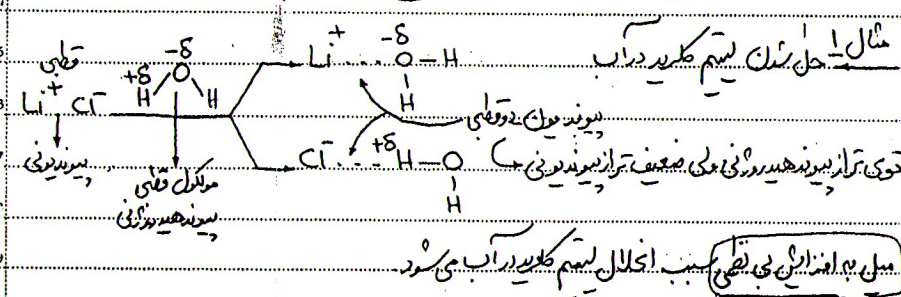 مثال 1 حل شدن لیتیم کلرید در آب
قطبی
Li+ Cl-
پیوند یونی
-δ
+δ
O
H H
مولکول قطبی
پیوند هیدروژنی
Li+ ... -δ O-H
H
پیوند یون-دوقطبی
Cl- ... +δ H-O
H
قوی تر از پیوند هیدروژنی ولی ضعیف تر از پیوند یونی
میل به افزایش بی نظمی سبب انحلال لیتیم کلرید در آب می شود.